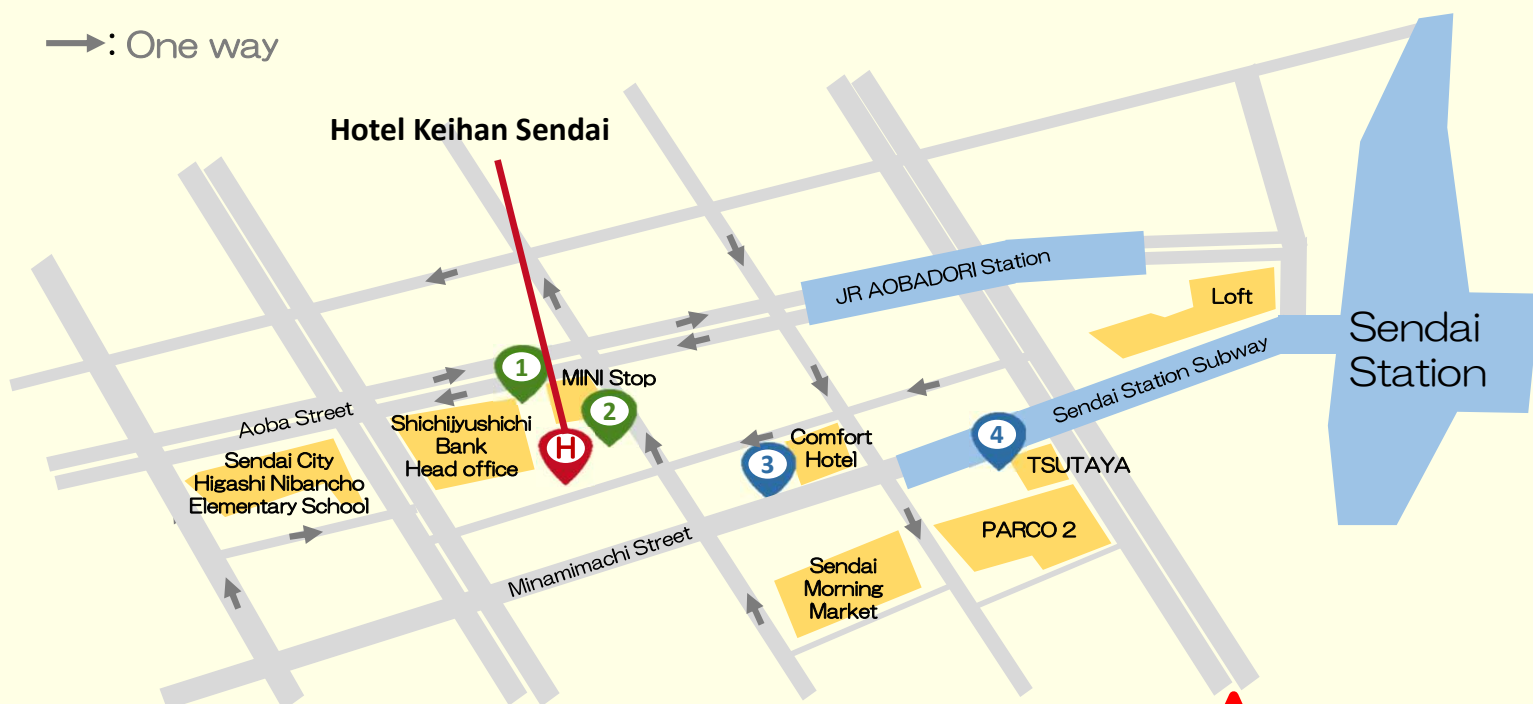 : One way
Hotel Keihan Sendai
JR AOBADORI Station
Loft
Sendai
Station
Sendai Station Subway
1
MINI Stop
2
Aoba Street
Shichijyushichi
Bank
Head office
H
Sendai City
Higashi Nibancho
Elementary School
Comfort
Hotel
3
4
TSUTAYA
PARCO 2
Minamimachi Street
Sendai
Morning
Market